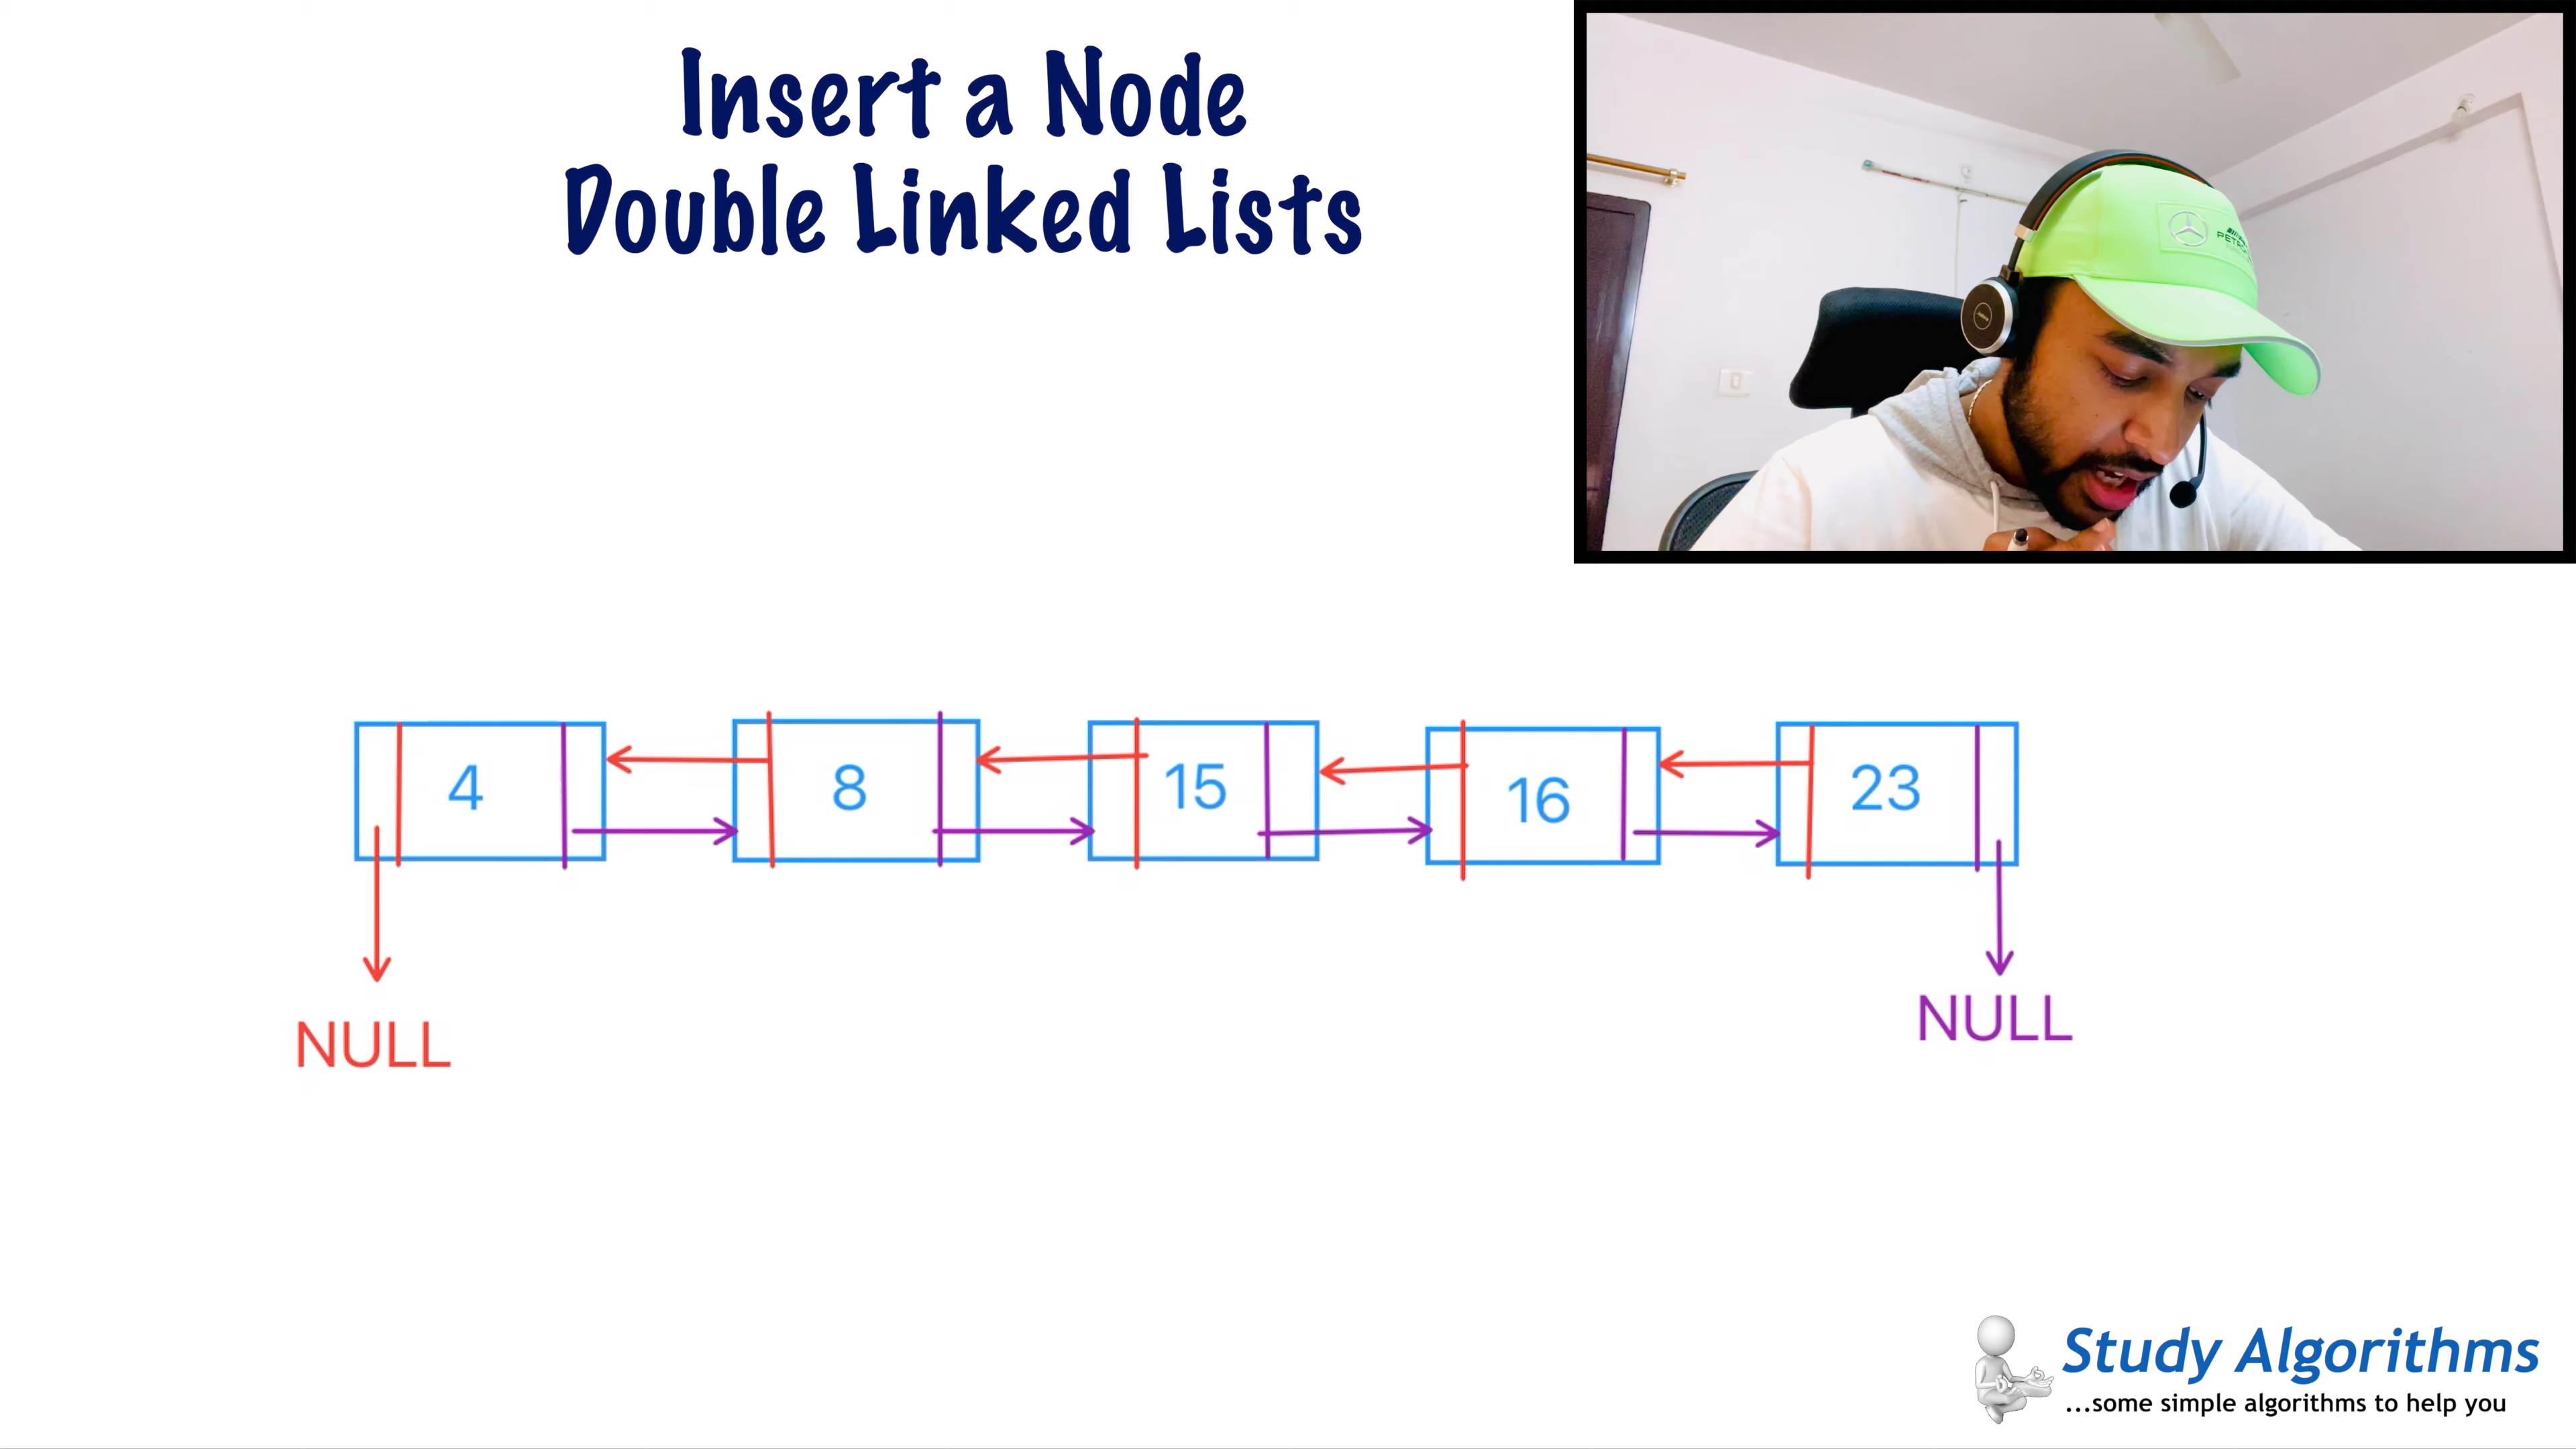 Insert a Node
Double Linked Lists
4 8 15 16 23
NULL
NULL
Study Algorithms
...some simple algorithms to help you